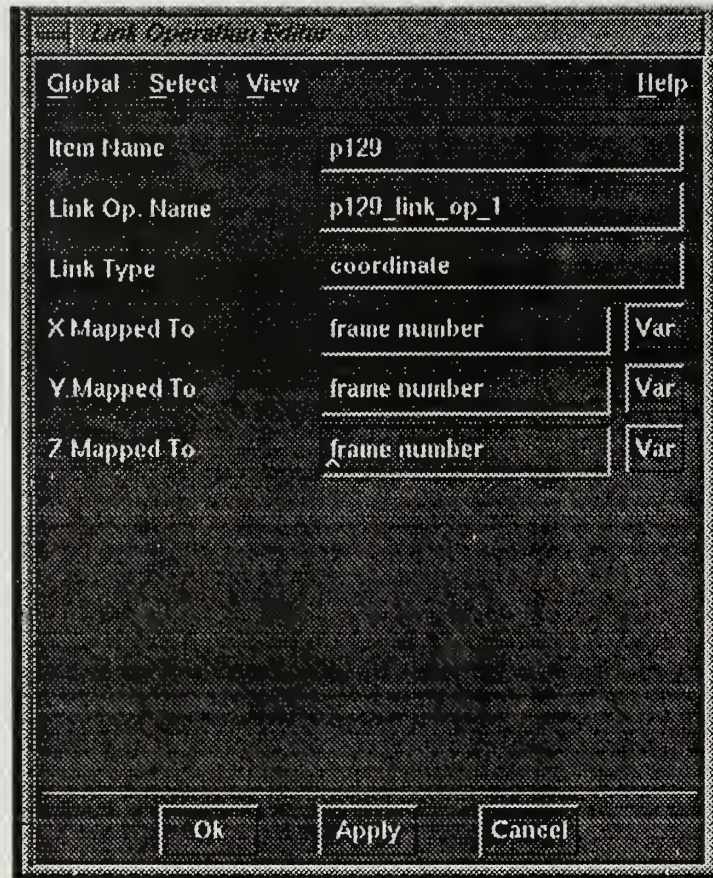 Link Operation Editor
Global Select View Help
Item Name p129
Link Op. Name p129_link_op_1
Link Type coordinate
X Mapped To frame number Var
Y Mapped To frame number Var
Z Mapped To frame number Var
Ok Apply Cancel